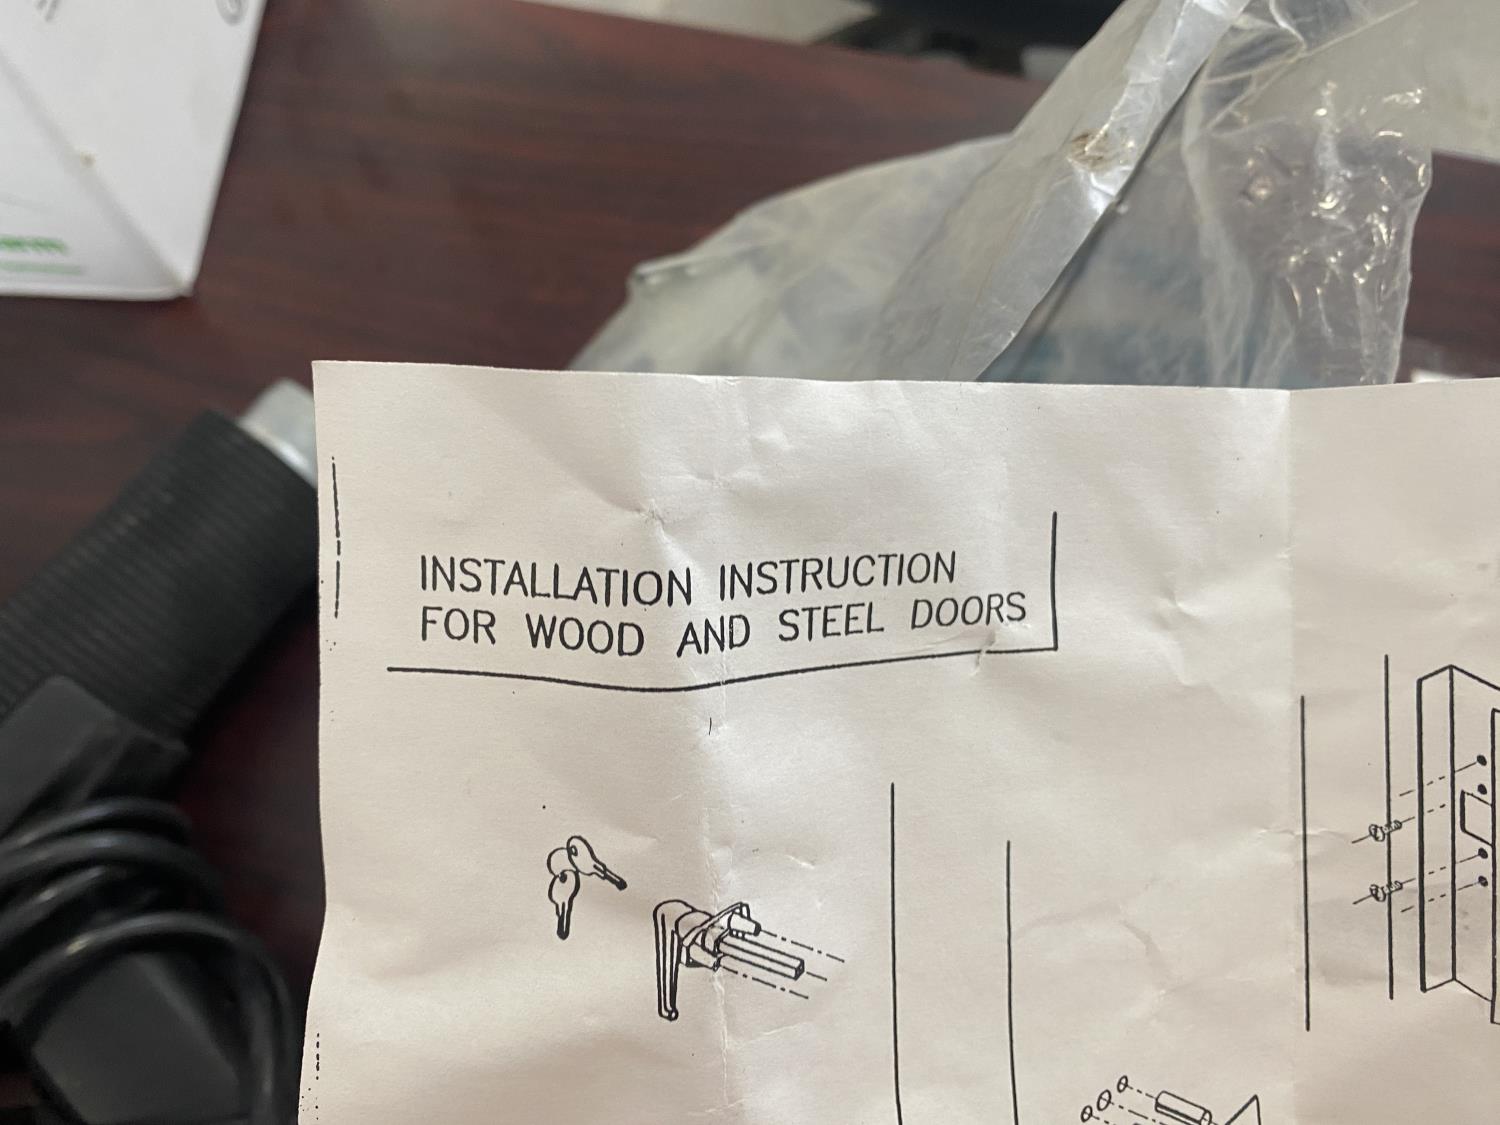 INSTALLATION INSTRUCTION
FOR WOOD AND STEEL DOORS